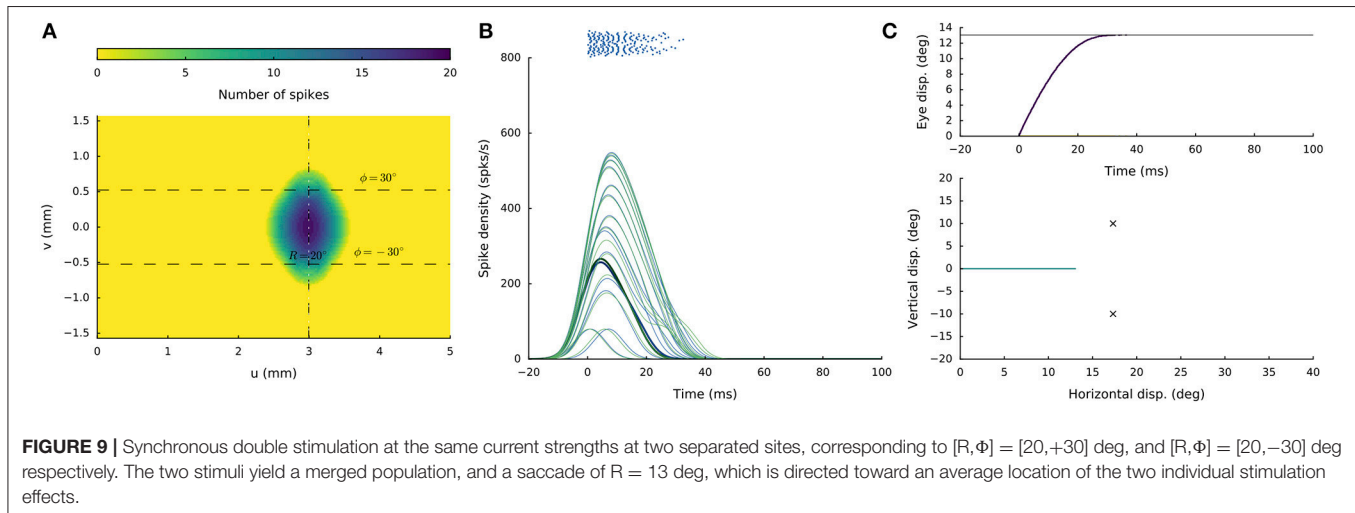 A
0 5 10 15 20
Number of spikes
1.5
1.0
0.5
0.0
−0.5
−1.0
−1.5
v (mm)
ϕ = 30°
R = 20°
ϕ = −30°
0 1 2 3 4 5
u (mm)
B
800
600
400
200
0
Spike density (spks/s)
−20 0 20 40 60 80 100
Time (ms)
C
14
12
10
8
6
4
2
0
Eye disp. (deg)
−20 0 20 40 60 80 100
Time (ms)
20
15
10
5
0
−5
−10
−15
−20
Vertical disp. (deg)
0 5 10 15 20 25 30 35 40
Horizontal disp. (deg)
FIGURE 9 | Synchronous double stimulation at the same current strengths at two separated sites, corresponding to [R,Φ] = [20,+30] deg, and [R,Φ] = [20,−30] deg
respectively. The two stimuli yield a merged population, and a saccade of R = 13 deg, which is directed toward an average location of the two individual stimulation
effects.